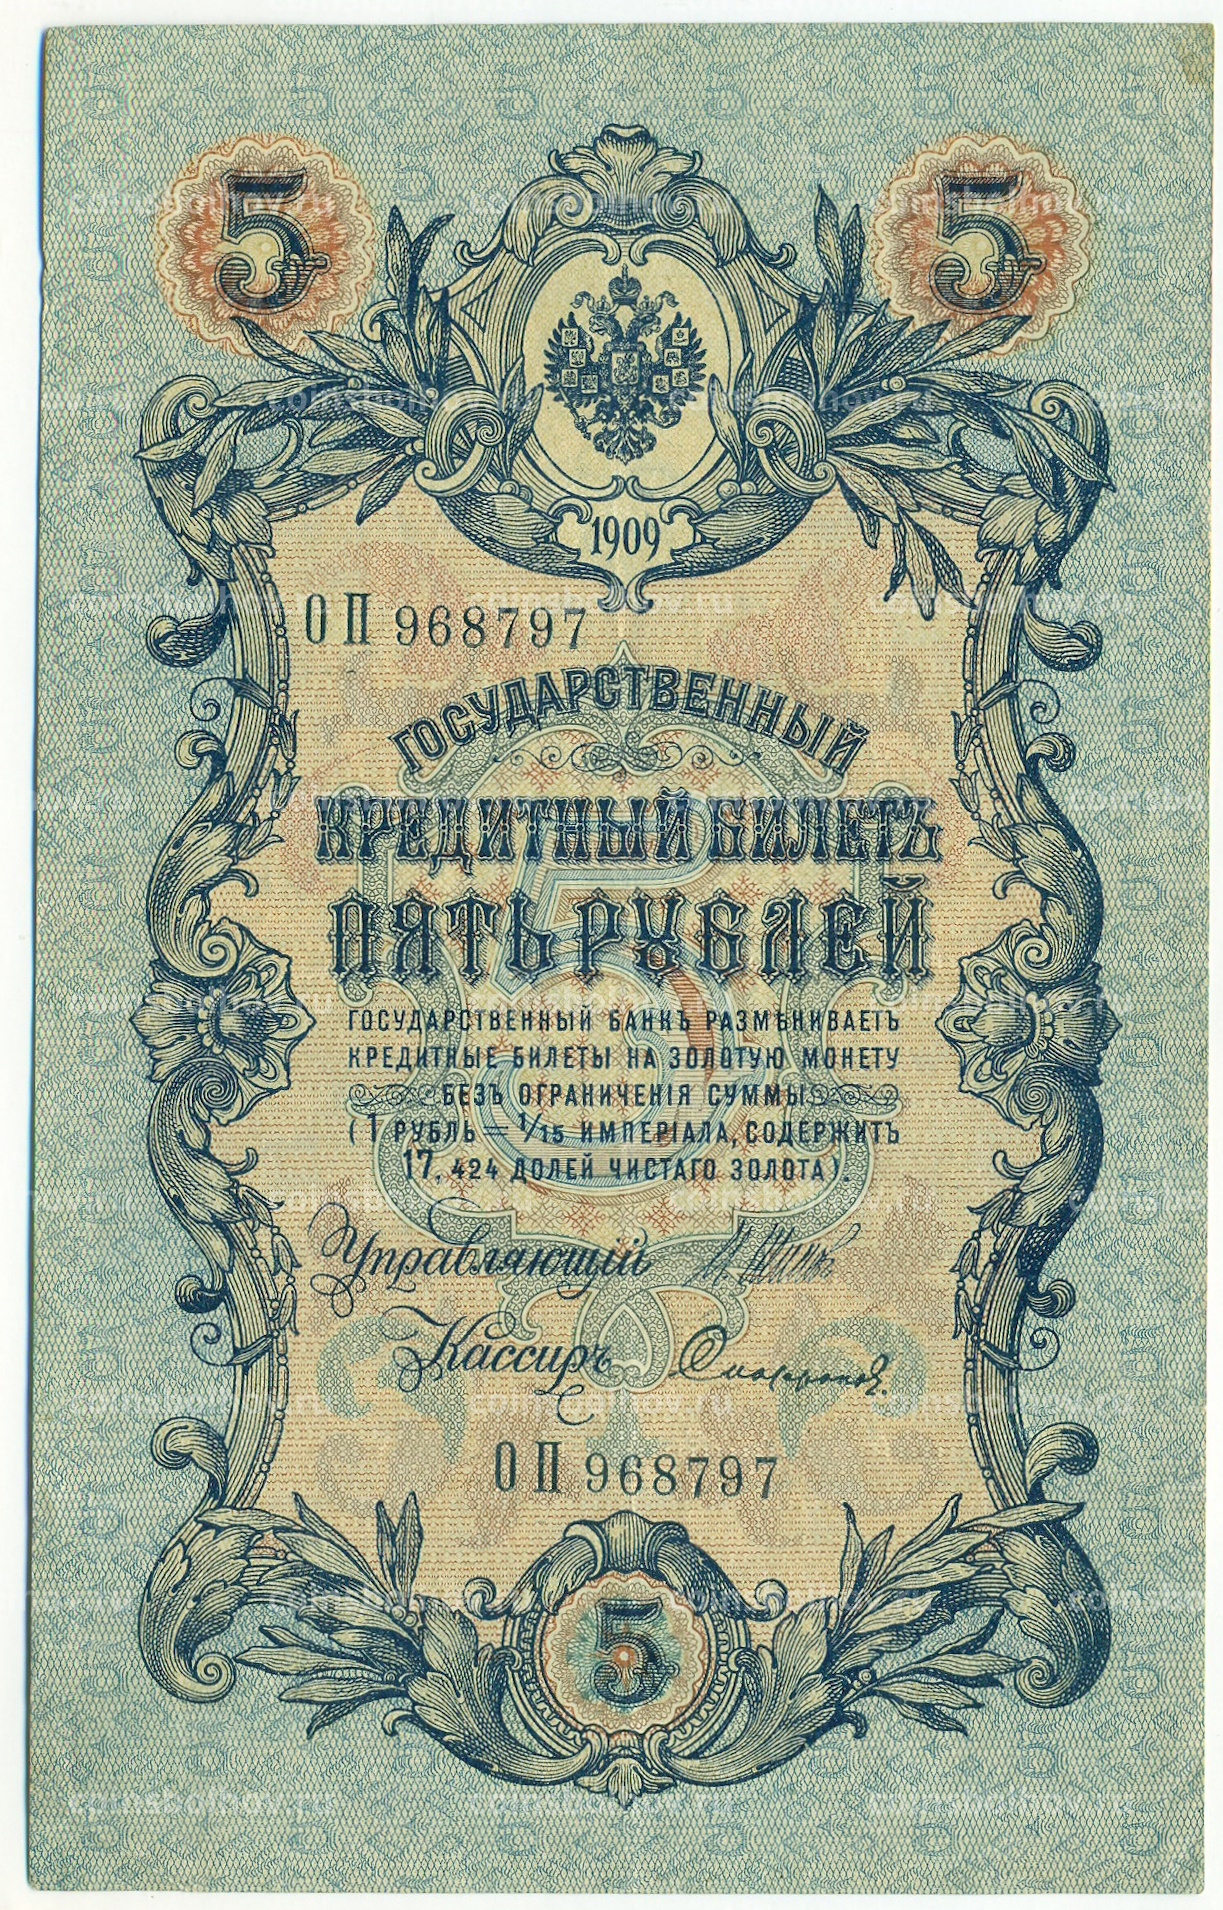 5 5
1909
ОП 968797
ГОСУДАРСТВЕННЫЙ
КРЕДИТНЫЙ БИЛЕТЪ
ПЯТЬ РУБЛЕЙ
ГОСУДАРСТВЕННЫЙ БАНКЪ РАЗМѢНИВАЕТЪ
КРЕДИТНЫЕ БИЛЕТЫ НА ЗОЛОТУЮ МОНЕТУ
БЕЗЪ ОГРАНИЧЕНІЯ СУММЫ
(1 РУБЛЬ = 1/15 ИМПЕРІАЛА, СОДЕРЖИТЪ
17,424 ДОЛЕЙ ЧИСТАГО ЗОЛОТА).
Управляющій
Кассиръ
ОП 968797
5